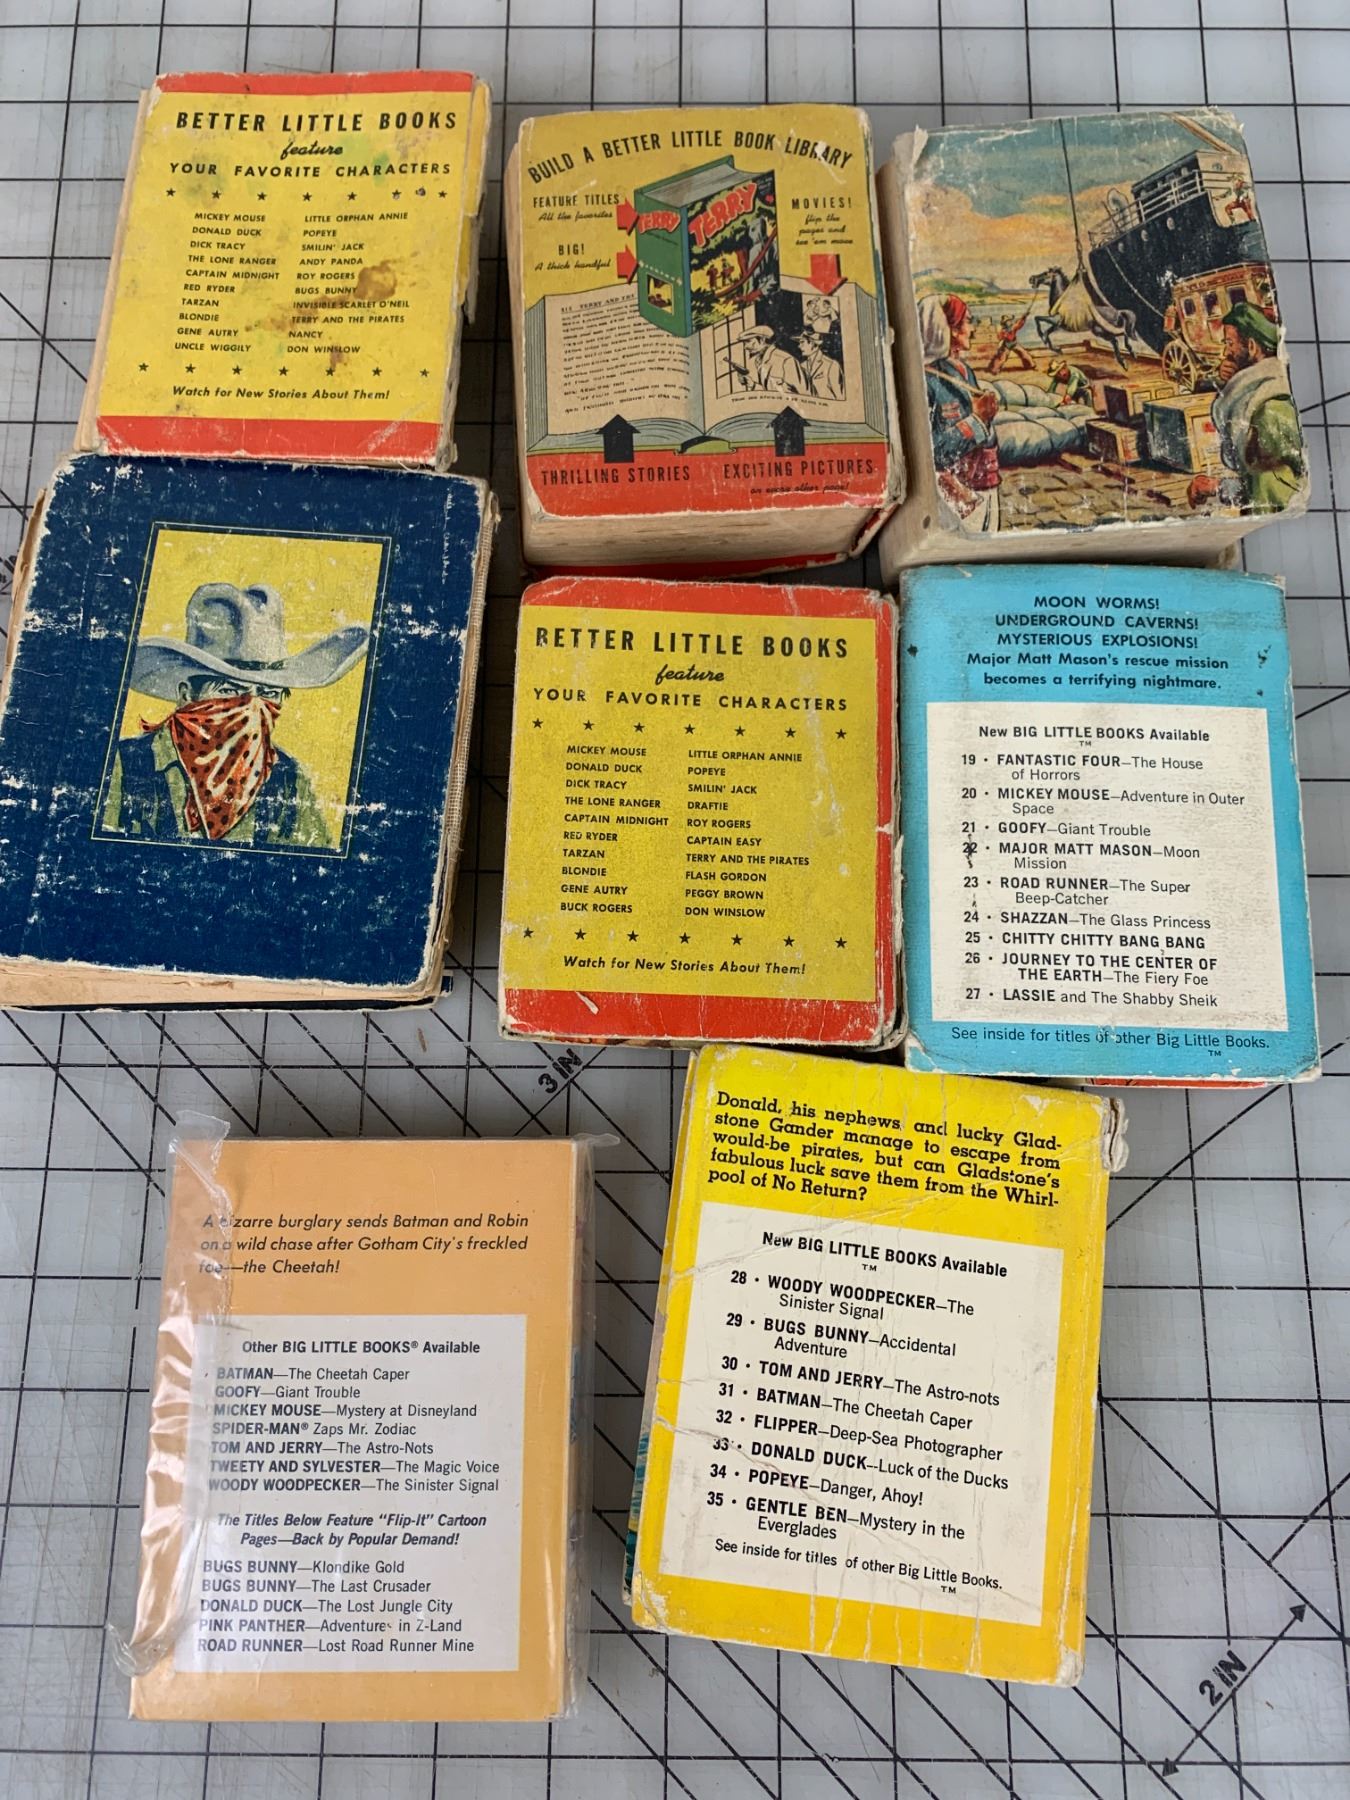 BETTER LITTLE BOOKS
feature
YOUR FAVORITE CHARACTERS
MICKEY MOUSE
DONALD DUCK
DICK TRACY
THE LONE RANGER
CAPTAIN MIDNIGHT
RED RYDER
TARZAN
BLONDIE
GENE AUTRY
UNCLE WIGGILY
LITTLE ORPHAN ANNIE
POPEYE
SMILIN' JACK
ANDY PANDA
ROY ROGERS
BUGS BUNNY
INVISIBLE SCARLET O'NEIL
TERRY AND THE PIRATES
NANCY
DON WINSLOW
Watch for New Stories About Them!
BUILD A BETTER LITTLE BOOK LIBRARY
FEATURE TITLES
All the favorites
BIG!
A thick handful
TERRY
TERRY
MOVIES!
flip the
pages and
see 'em move
THRILLING STORIES
EXCITING PICTURES
on every other page!
BETTER LITTLE BOOKS
feature
YOUR FAVORITE CHARACTERS
MICKEY MOUSE
DONALD DUCK
DICK TRACY
THE LONE RANGER
CAPTAIN MIDNIGHT
RED RYDER
TARZAN
BLONDIE
GENE AUTRY
BUCK ROGERS
LITTLE ORPHAN ANNIE
POPEYE
SMILIN' JACK
DRAFTIE
ROY ROGERS
CAPTAIN EASY
TERRY AND THE PIRATES
FLASH GORDON
PEGGY BROWN
DON WINSLOW
Watch for New Stories About Them!
MOON WORMS!
UNDERGROUND CAVERNS!
MYSTERIOUS EXPLOSIONS!
Major Matt Mason's rescue mission
becomes a terrifying nightmare.
New BIG LITTLE BOOKS Available
TM
19 • FANTASTIC FOUR—The House
of Horrors
20 • MICKEY MOUSE—Adventure in Outer
Space
21 • GOOFY—Giant Trouble
22 • MAJOR MATT MASON—Moon
Mission
23 • ROAD RUNNER—The Super
Beep-Catcher
24 • SHAZZAN—The Glass Princess
25 • CHITTY CHITTY BANG BANG
26 • JOURNEY TO THE CENTER OF
THE EARTH—The Fiery Foe
27 • LASSIE and The Shabby Sheik
See inside for titles of other Big Little Books.
TM
3 IN
A bizarre burglary sends Batman and Robin
on a wild chase after Gotham City's freckled
foe—the Cheetah!
Other BIG LITTLE BOOKS® Available
BATMAN—The Cheetah Caper
GOOFY—Giant Trouble
MICKEY MOUSE—Mystery at Disneyland
SPIDER-MAN® Zaps Mr. Zodiac
TOM AND JERRY—The Astro-Nots
TWEETY AND SYLVESTER—The Magic Voice
WOODY WOODPECKER—The Sinister Signal
The Titles Below Feature "Flip-It" Cartoon
Pages—Back by Popular Demand!
BUGS BUNNY—Klondike Gold
BUGS BUNNY—The Last Crusader
DONALD DUCK—The Lost Jungle City
PINK PANTHER—Adventures in Z-Land
ROAD RUNNER—Lost Road Runner Mine
Donald, his nephews, and lucky Glad-
stone Gander manage to escape from
would-be pirates, but can Gladstone's
fabulous luck save them from the Whirl-
pool of No Return?
New BIG LITTLE BOOKS Available
TM
28 • WOODY WOODPECKER—The
Sinister Signal
29 • BUGS BUNNY—Accidental
Adventure
30 • TOM AND JERRY—The Astro-nots
31 • BATMAN—The Cheetah Caper
32 • FLIPPER—Deep-Sea Photographer
33 • DONALD DUCK--Luck of the Ducks
34 • POPEYE—Danger, Ahoy!
35 • GENTLE BEN—Mystery in the
Everglades
See inside for titles of other Big Little Books.
TM
2 IN